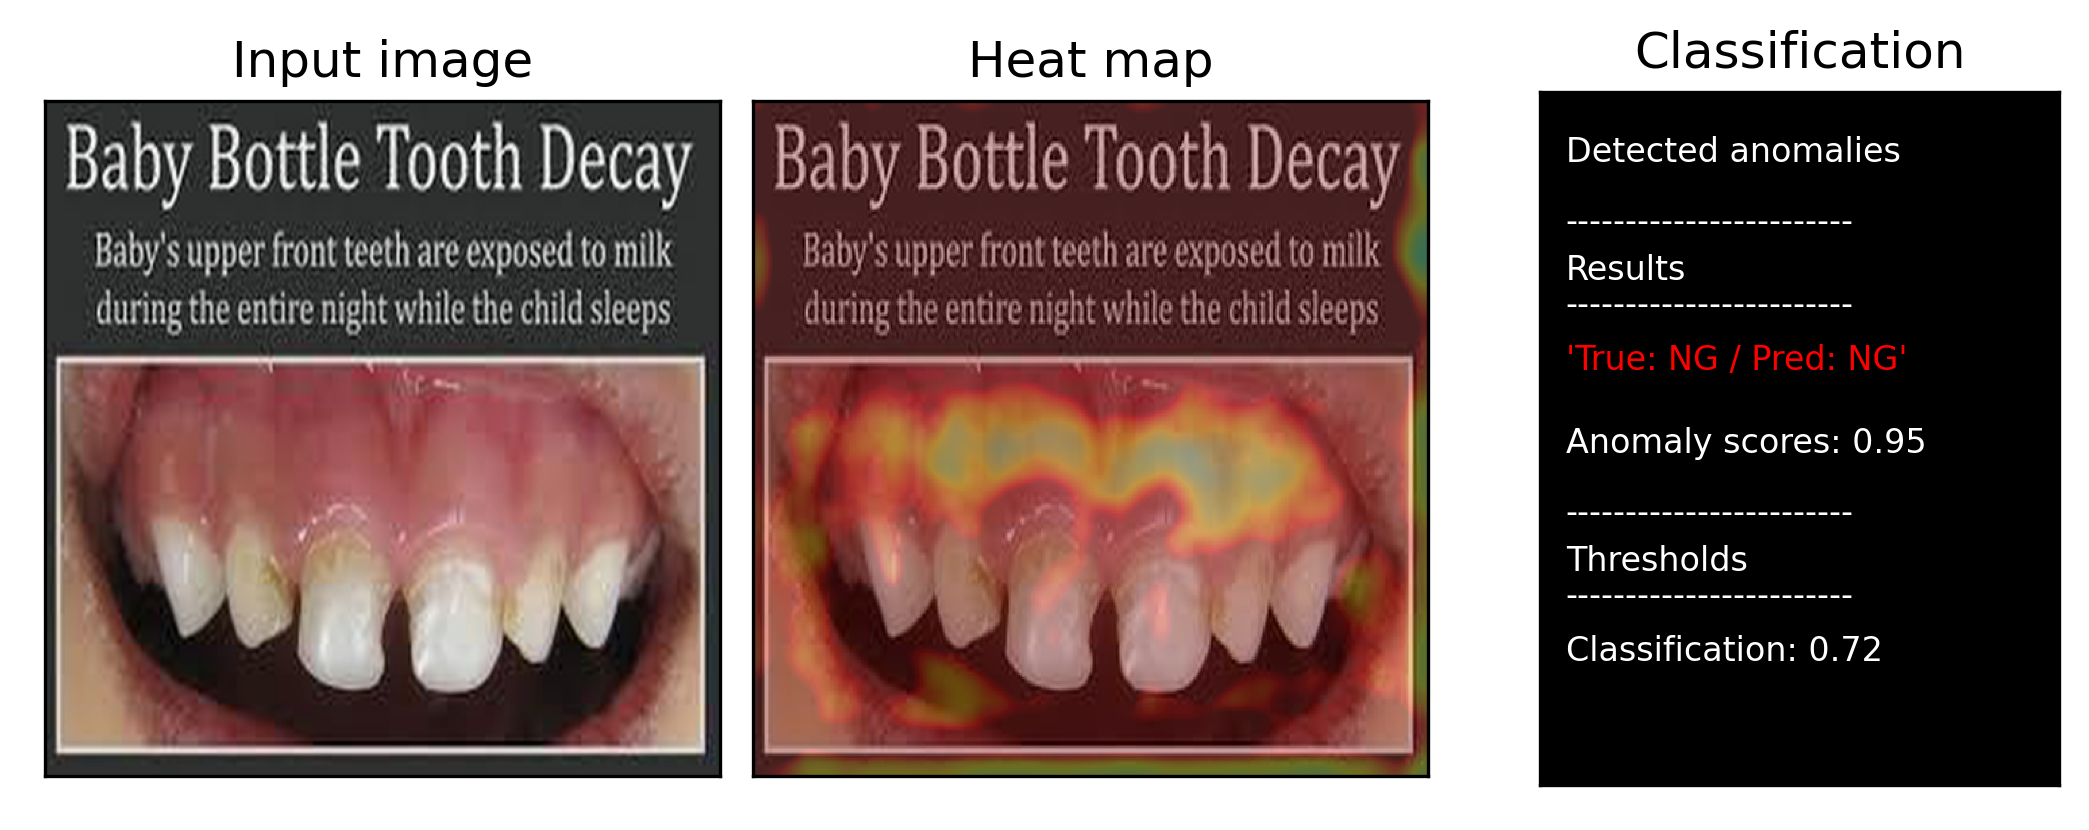 Input image
Baby Bottle Tooth Decay
Baby's upper front teeth are exposed to milk
during the entire night while the child sleeps
Heat map
Baby Bottle Tooth Decay
Baby's upper front teeth are exposed to milk
during the entire night while the child sleeps
Classification
Detected anomalies
------------------------
Results
------------------------
'True: NG / Pred: NG'
Anomaly scores: 0.95
------------------------
Thresholds
------------------------
Classification: 0.72